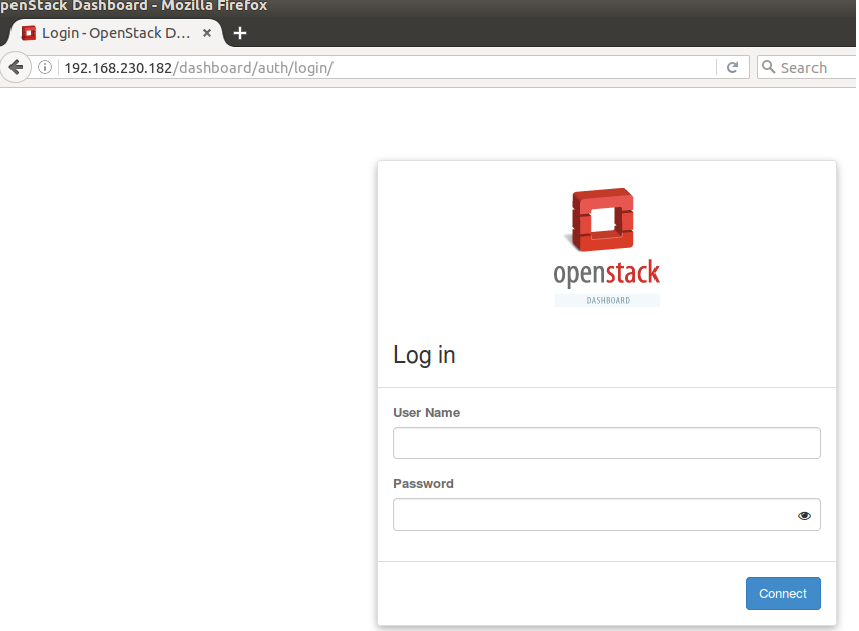 penStack Dashboard - Mozilla Firefox
Login - OpenStack D...
192.168.230.182/dashboard/auth/login/
Search
openstack
DASHBOARD
Log in
User Name
Password
Connect